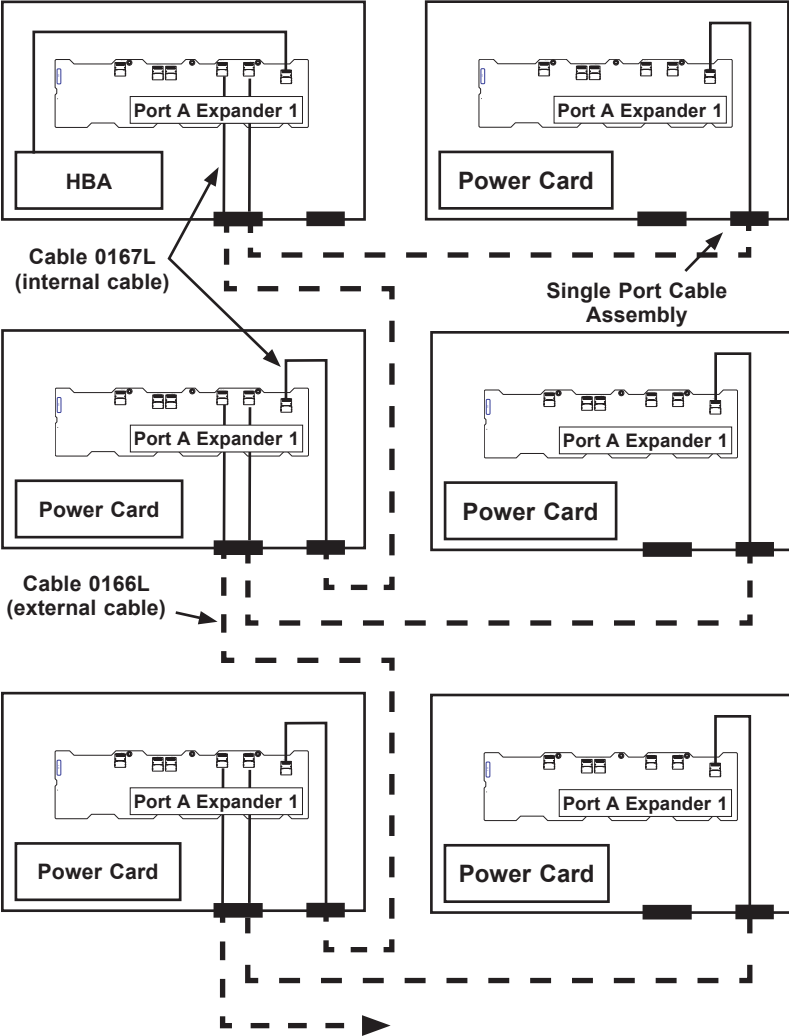 Port A Expander 1
HBA
Port A Expander 1
Power Card
Cable 0167L
(internal cable)
Single Port Cable
Assembly
Port A Expander 1
Power Card
Port A Expander 1
Power Card
Cable 0166L
(external cable)
Port A Expander 1
Power Card
Port A Expander 1
Power Card